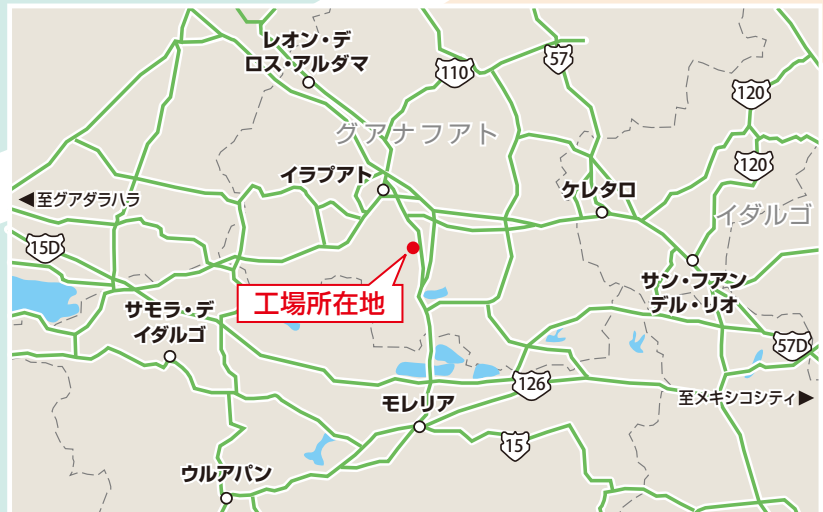 レオン・デ
ロス・アルダマ
110
57
120
グアナフアト
イラプアト
120
ケレタロ
◀至グアダラハラ
イダルゴ
15D
サン・フアン
デル・リオ
工場所在地
サモラ・デ
イダルゴ
57D
126
至メキシコシティ▶
モレリア
15
ウルアパン